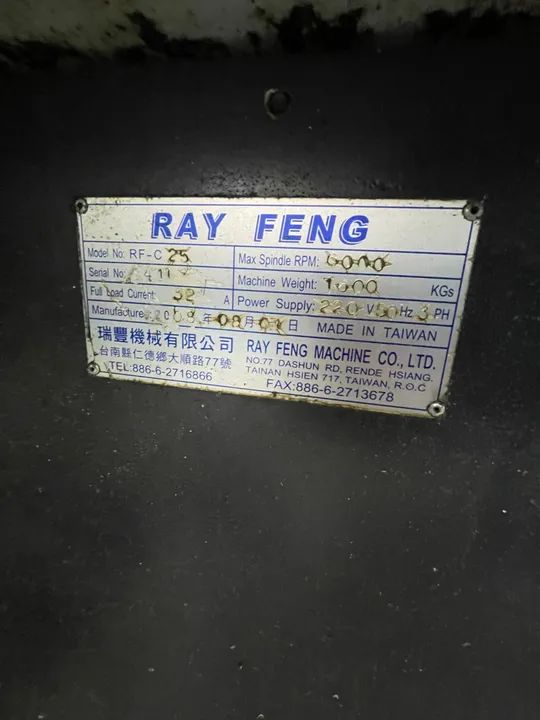 RAY FENG
Model No: RF-C 25
Max Spindle RPM: 6000
Serial No:
Machine Weight: 1600 KGs
Full Load Current: 32 A
Power Supply: 220 V 50 Hz 3 PH
Manufacture: 2008 年 08 月 01 日 MADE IN TAIWAN
瑞豐機械有限公司 RAY FENG MACHINE CO., LTD.
台南縣仁德鄉大順路77號 NO.77 DASHUN RD, RENDE HSIANG.
TAINAN HSIEN 717, TAIWAN, R.O.C
TEL:886-6-2716866 FAX:886-6-2713678